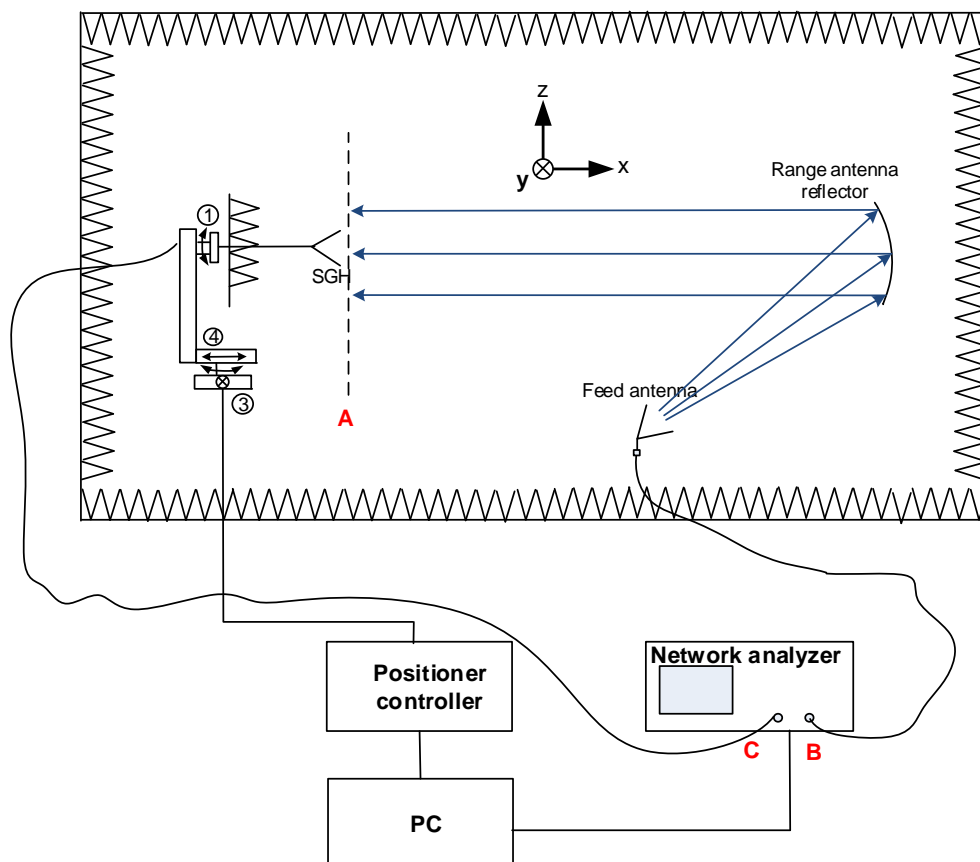 z
y
x
Range antenna
reflector
①
SGH
④
③
A
Feed antenna
Positioner
controller
Network analyzer
C
B
PC